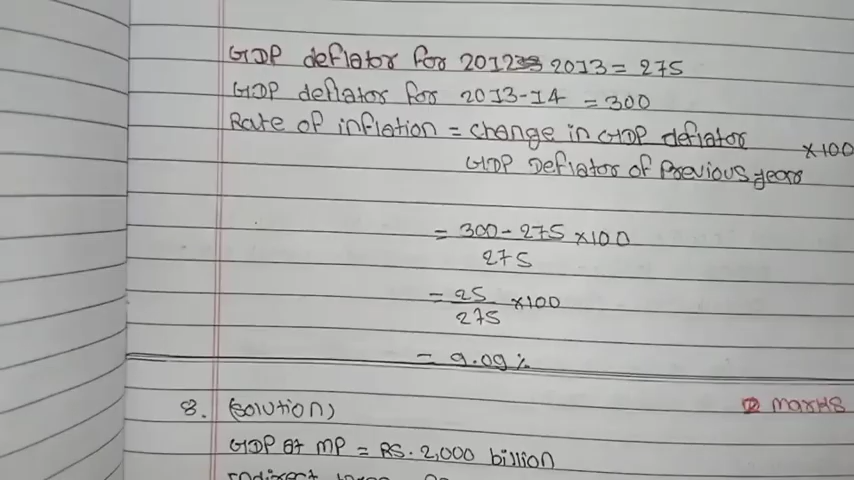 GDP deflator for 2012 2013 = 275
GDP deflator for 2013-14 = 300
Rate of inflation = change in GDP deflator ×100
GDP Deflator of Previous years
= 300 - 275 ×100
275
= 25 ×100
275
= 9.09%
8. (solution) marks
GDP at MP = RS. 2,000 billion
indirect